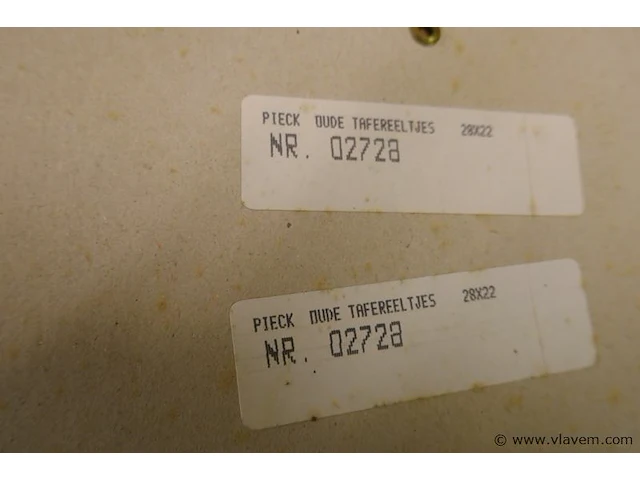 PIECK OUDE TAFEREELTJES 28X22
NR. 02728
PIECK OUDE TAFEREELTJES 28X22
NR. 02728
© www.vlavem.com